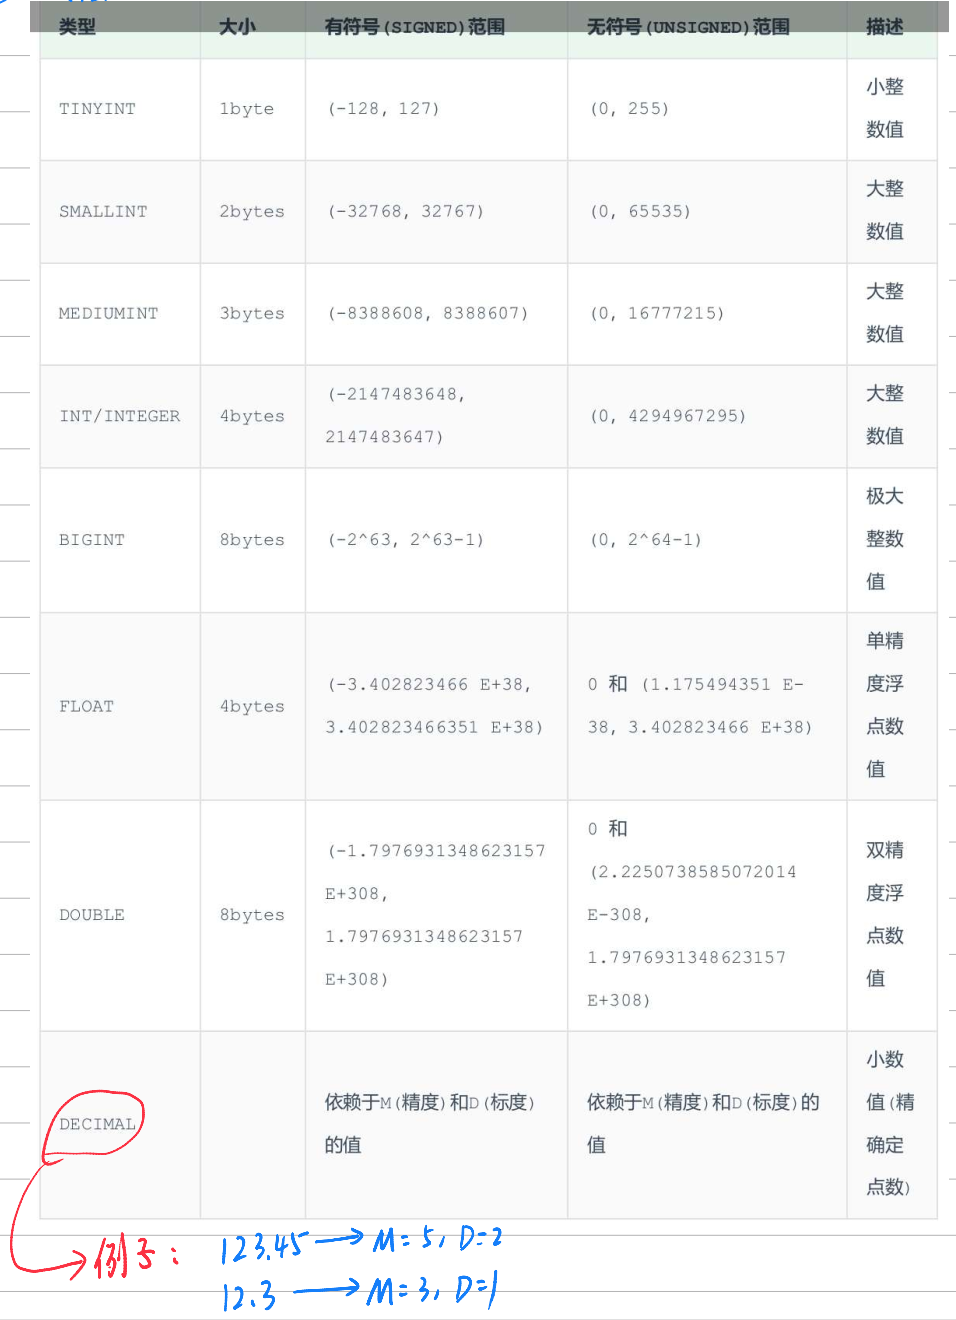 类型 大小 有符号(SIGNED)范围 无符号(UNSIGNED)范围 描述
TINYINT 1byte (-128, 127) (0, 255) 小整
数值
SMALLINT 2bytes (-32768, 32767) (0, 65535) 大整
数值
MEDIUMINT 3bytes (-8388608, 8388607) (0, 16777215) 大整
数值
INT/INTEGER 4bytes (-2147483648,
2147483647) (0, 4294967295) 大整
数值
BIGINT 8bytes (-2^63, 2^63-1) (0, 2^64-1) 极大
整数
值
FLOAT 4bytes (-3.402823466 E+38,
3.402823466351 E+38) 0 和 (1.175494351 E-
38, 3.402823466 E+38) 单精
度浮
点数
值
DOUBLE 8bytes (-1.7976931348623157
E+308,
1.7976931348623157
E+308) 0 和
(2.2250738585072014
E-308,
1.7976931348623157
E+308) 双精
度浮
点数
值
DECIMAL 依赖于M(精度)和D(标度)
的值 依赖于M(精度)和D(标度)的
值 小数
值(精
确定
点数)
例子: 123.45 → M=5, D=2
12.3 → M=3, D=1